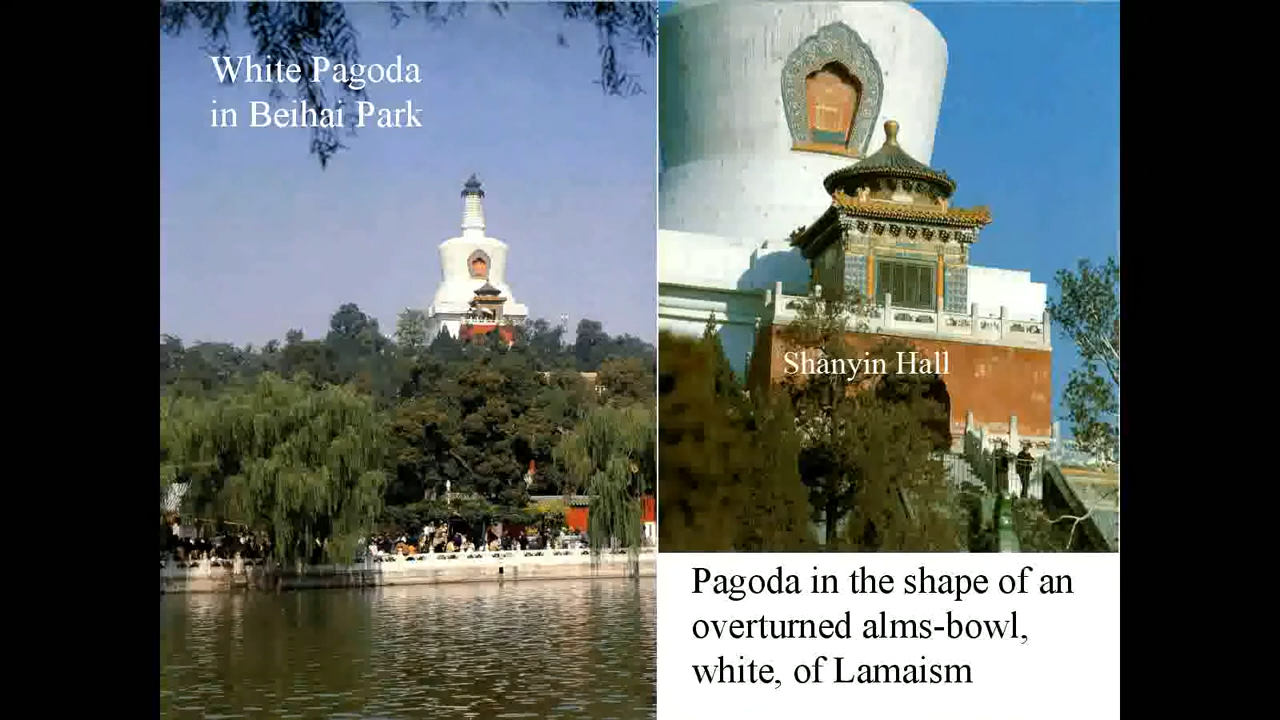 White Pagoda
in Beihai Park
Shanyin Hall
Pagoda in the shape of an
overturned alms-bowl,
white, of Lamaism